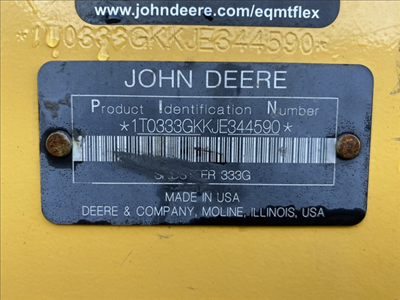 www.johndeere.com/eqmtflex
*1T0333GKKJE344590*
JOHN DEERE
Product Identification Number
*1T0333GKKJE344590*
333G
MADE IN USA
DEERE & COMPANY, MOLINE, ILLINOIS, USA